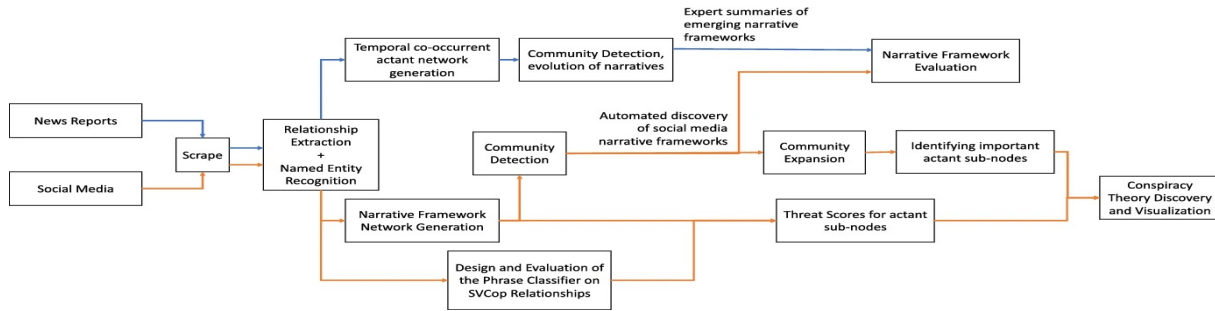 Expert summaries of
emerging narrative
frameworks
Temporal co-occurrent
actant network
generation
Community Detection,
evolution of narratives
Narrative Framework
Evaluation
News Reports
Social Media
Scrape
Relationship
Extraction
+
Named Entity
Recognition
Automated discovery
of social media
narrative frameworks
Community
Detection
Community
Expansion
Identifying important
actant sub-nodes
Narrative Framework
Network Generation
Threat Scores for actant
sub-nodes
Conspiracy
Theory Discovery
and Visualization
Design and Evaluation of
the Phrase Classifier on
SVCop Relationships